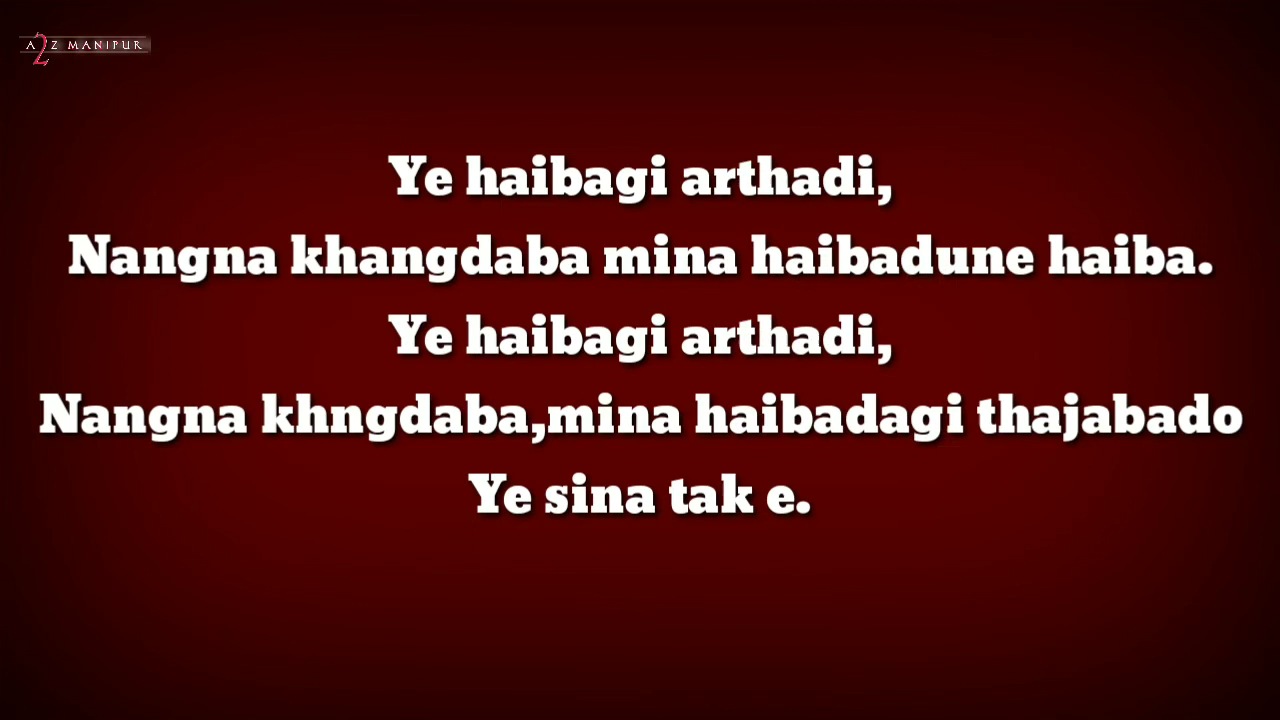 A2Z MANIPUR
Ye haibagi arthadi,
Nangna khangdaba mina haibadune haiba.
Ye haibagi arthadi,
Nangna khngdaba,mina haibadagi thajabado
Ye sina tak e.